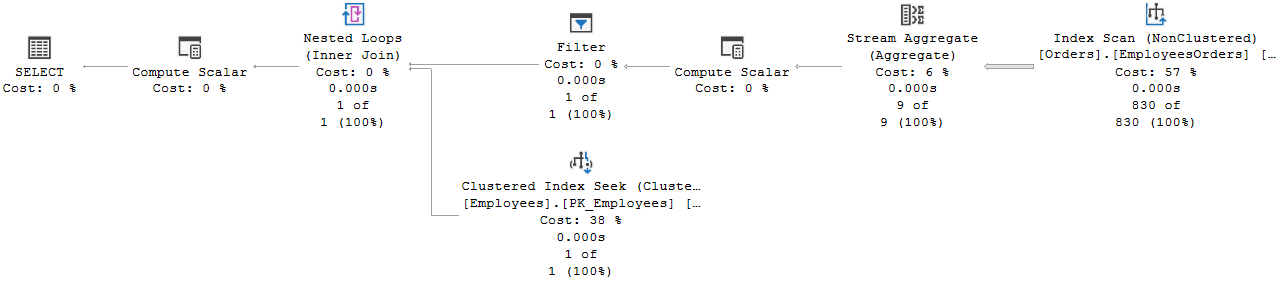 SELECT
Cost: 0 %
Compute Scalar
Cost: 0 %
Nested Loops
(Inner Join)
Cost: 0 %
0.000s
1 of
1 (100%)
Filter
Cost: 0 %
0.000s
1 of
1 (100%)
Compute Scalar
Cost: 0 %
Stream Aggregate
(Aggregate)
Cost: 6 %
0.000s
9 of
9 (100%)
Index Scan (NonClustered)
[Orders].[EmployeesOrders] […
Cost: 57 %
0.000s
830 of
830 (100%)
Clustered Index Seek (Cluste…
[Employees].[PK_Employees] […
Cost: 38 %
0.000s
1 of
1 (100%)